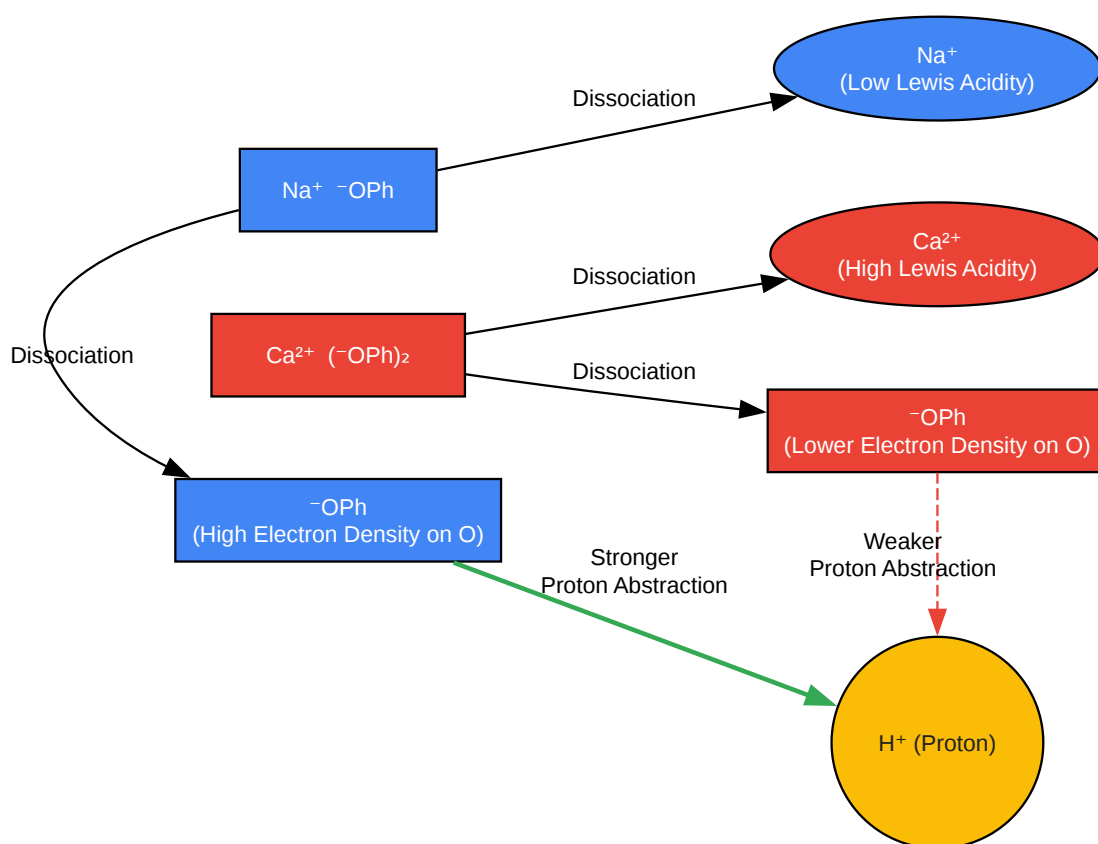 Na⁺
(Low Lewis Acidity)
Dissociation
Na⁺ ⁻OPh
Ca²⁺
(High Lewis Acidity)
Dissociation
Dissociation
Ca²⁺ (⁻OPh)₂
Dissociation
⁻OPh
(Lower Electron Density on O)
⁻OPh
(High Electron Density on O)
Stronger
Proton Abstraction
Weaker
Proton Abstraction
H⁺ (Proton)